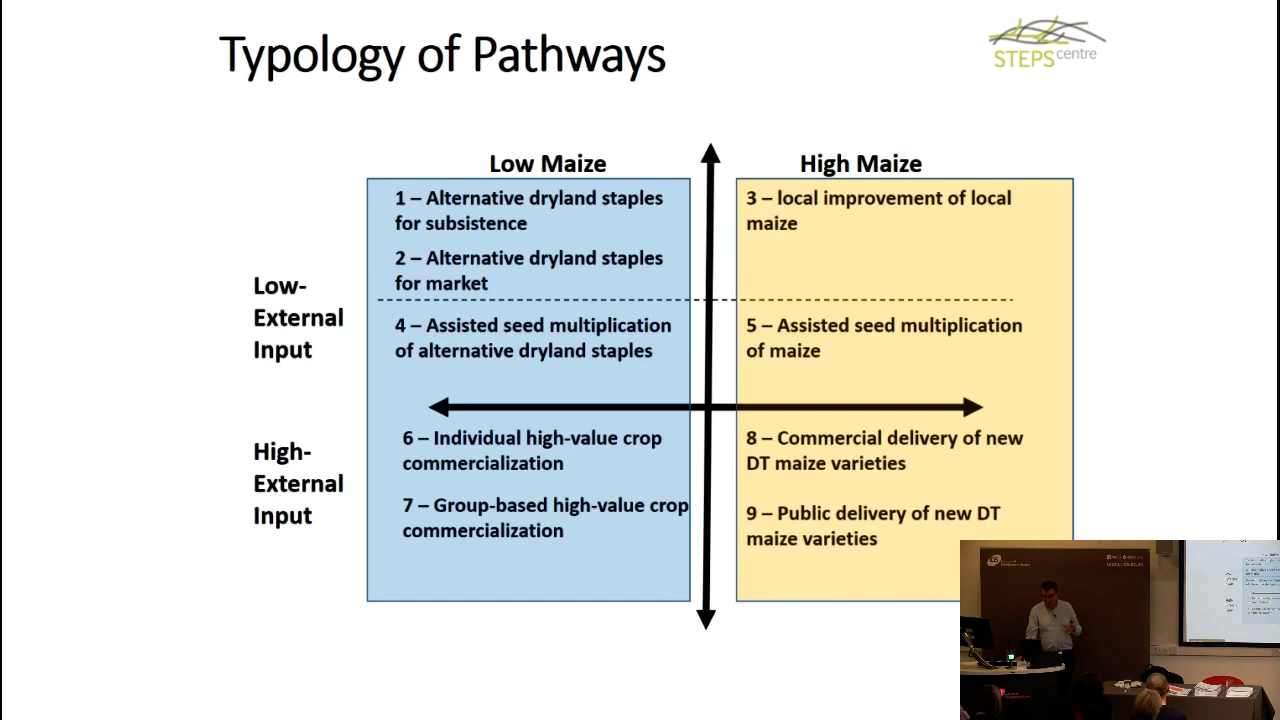 Typology of Pathways
STEPS centre
Low Maize
High Maize
1 – Alternative dryland staples
for subsistence
2 – Alternative dryland staples
for market
3 – local improvement of local
maize
Low-
External
Input
4 – Assisted seed multiplication
of alternative dryland staples
5 – Assisted seed multiplication
of maize
High-
External
Input
6 – Individual high-value crop
commercialization
7 – Group-based high-value crop
commercialization
8 – Commercial delivery of new
DT maize varieties
9 – Public delivery of new DT
maize varieties